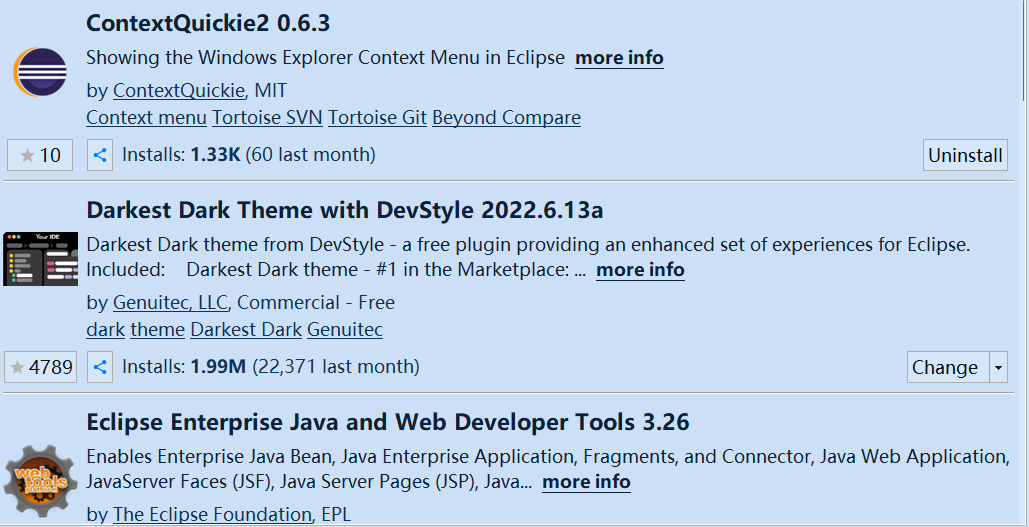 ContextQuickie2 0.6.3
Showing the Windows Explorer Context Menu in Eclipse more info
by ContextQuickie, MIT
Context menu Tortoise SVN Tortoise Git Beyond Compare
10 Installs: 1.33K (60 last month) Uninstall
Darkest Dark Theme with DevStyle 2022.6.13a
Your IDE
Darkest Dark theme from DevStyle - a free plugin providing an enhanced set of experiences for Eclipse.
Included: Darkest Dark theme - #1 in the Marketplace: ... more info
by Genuitec, LLC, Commercial - Free
dark theme Darkest Dark Genuitec
4789 Installs: 1.99M (22,371 last month) Change
Eclipse Enterprise Java and Web Developer Tools 3.26
Enables Enterprise Java Bean, Java Enterprise Application, Fragments, and Connector, Java Web Application,
JavaServer Faces (JSF), Java Server Pages (JSP), Java... more info
web
tools
by The Eclipse Foundation, EPL